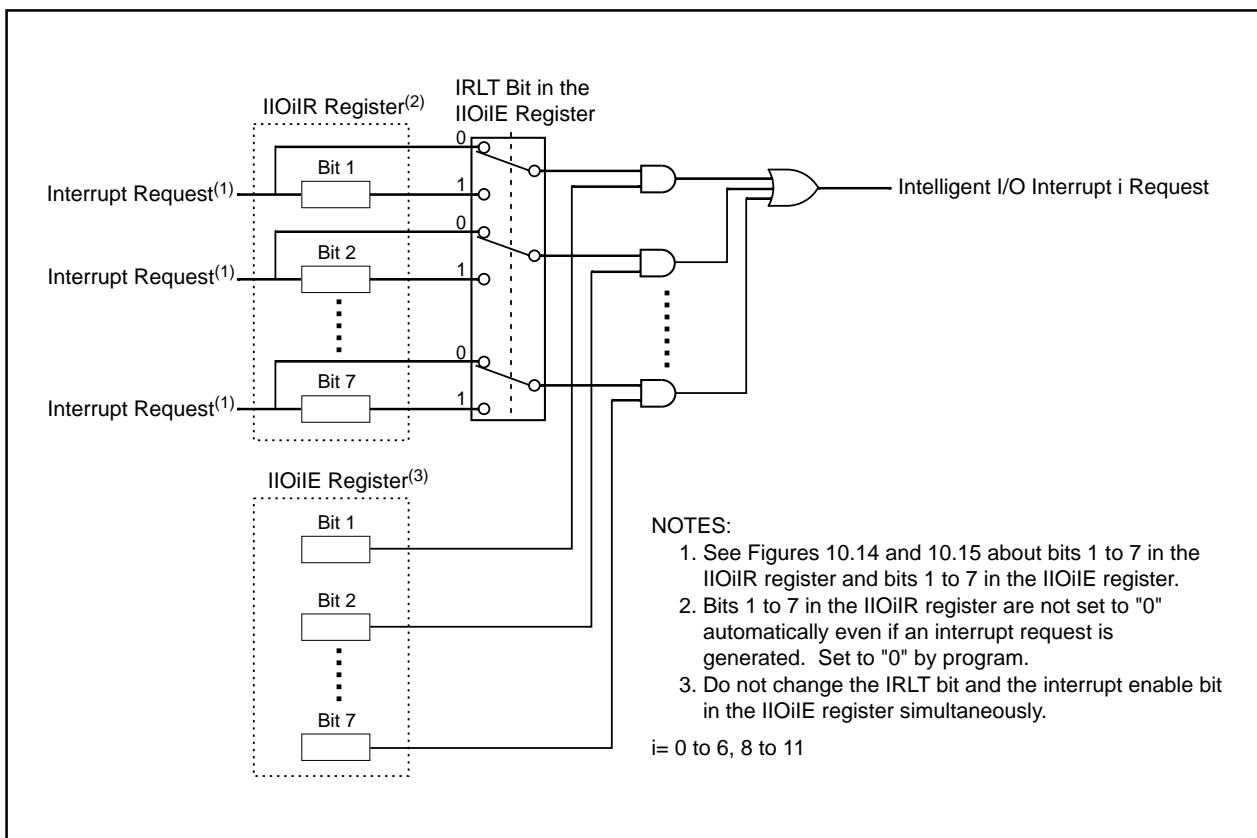 IRLT Bit in the
IIOiIE Register
IIOiIR Register(2)
0
Bit 1
Interrupt Request(1)
1
Intelligent I/O Interrupt i Request
0
Bit 2
Interrupt Request(1)
1
0
Bit 7
Interrupt Request(1)
1
IIOiIE Register(3)
Bit 1
Bit 2
Bit 7
NOTES:
1. See Figures 10.14 and 10.15 about bits 1 to 7 in the
IIOiIR register and bits 1 to 7 in the IIOiIE register.
2. Bits 1 to 7 in the IIOiIR register are not set to "0"
automatically even if an interrupt request is
generated. Set to "0" by program.
3. Do not change the IRLT bit and the interrupt enable bit
in the IIOiIE register simultaneously.
i= 0 to 6, 8 to 11